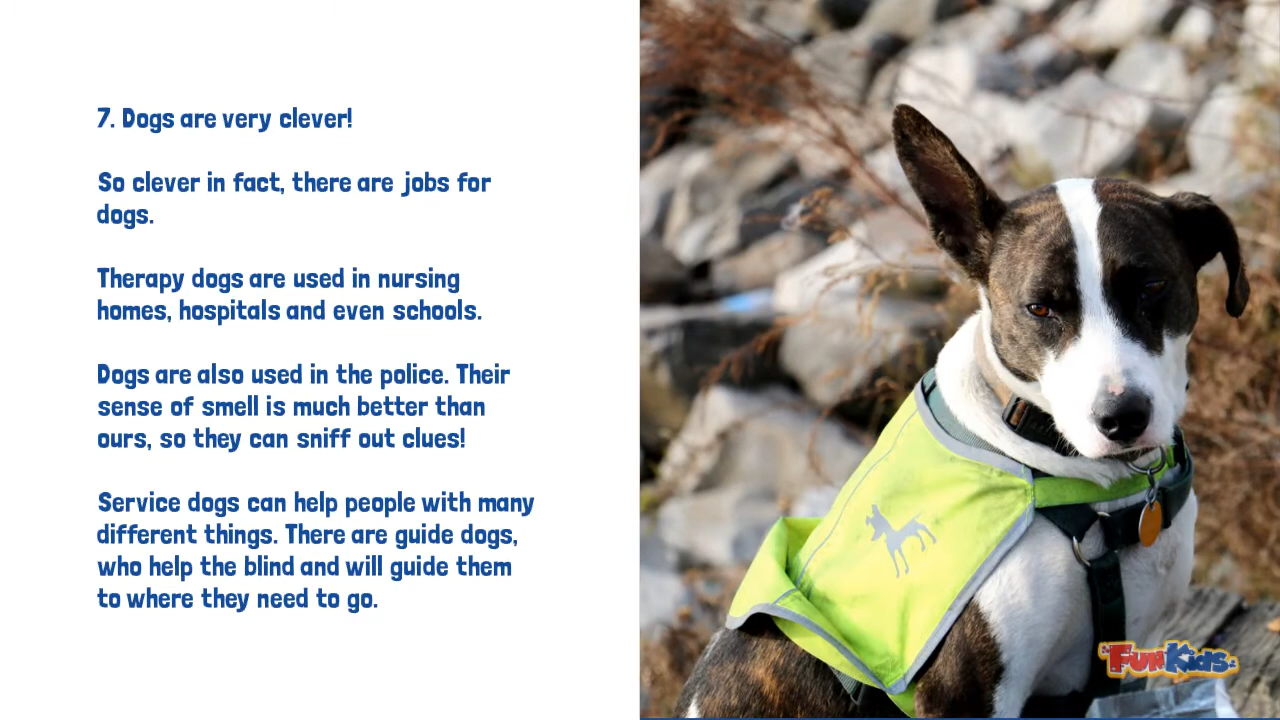 7. Dogs are very clever!
So clever in fact, there are jobs for
dogs.
Therapy dogs are used in nursing
homes, hospitals and even schools.
Dogs are also used in the police. Their
sense of smell is much better than
ours, so they can sniff out clues!
Service dogs can help people with many
different things. There are guide dogs,
who help the blind and will guide them
to where they need to go.
FunKids